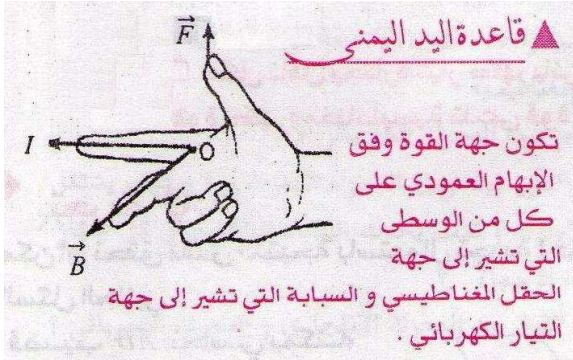 قاعدة اليد اليمنى
F
I
O
B
تكون جهة القوة وفق
الإبهام العمودي على
كل من الوسطى
التي تشير إلى جهة
الحقل المغناطيسي و السبابة التي تشير إلى جهة
التيار الكهربائي .